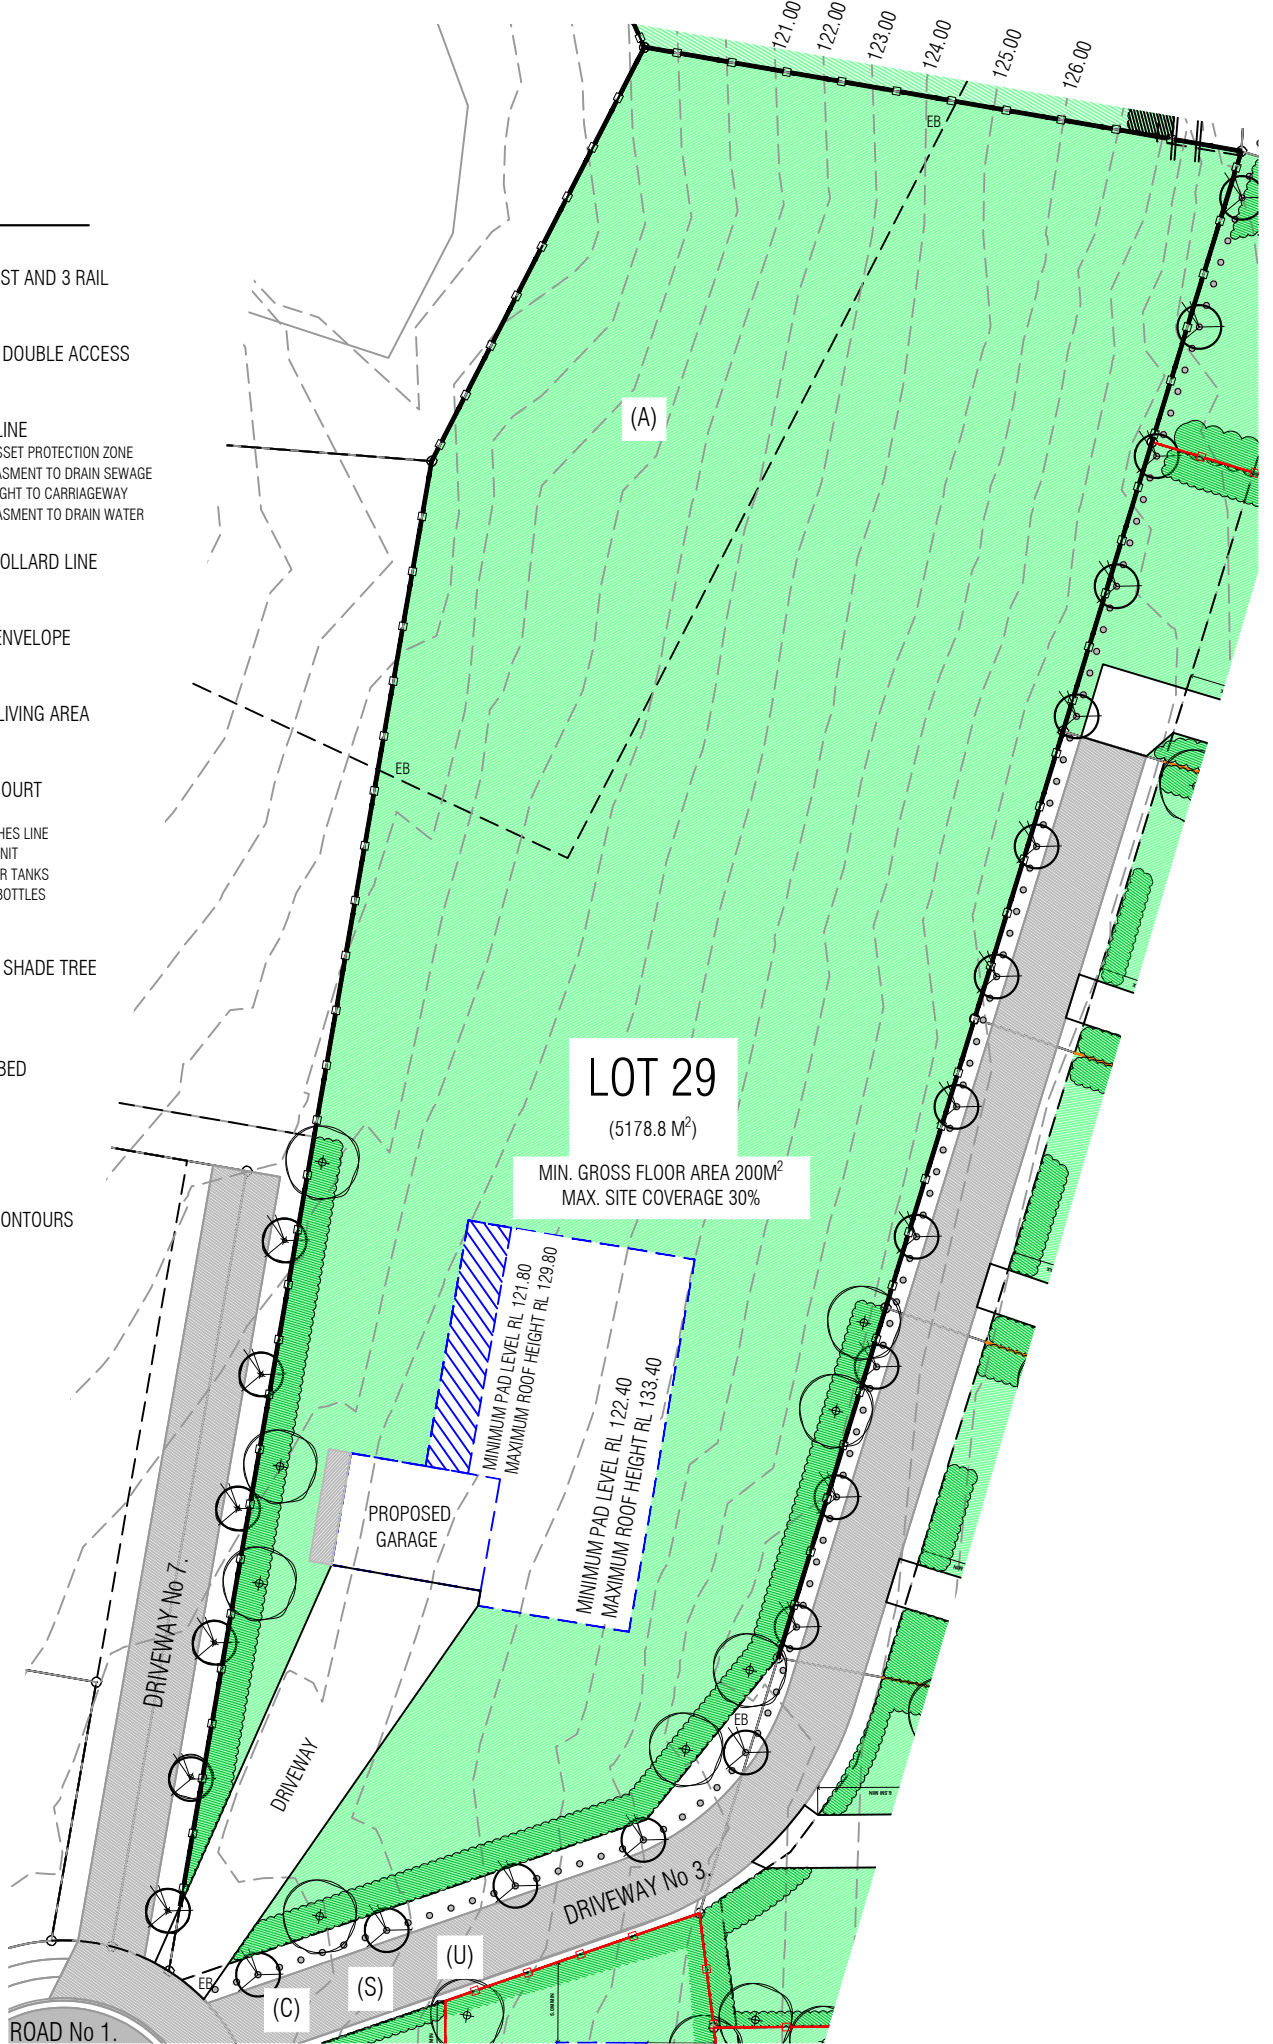 121.00
122.00
123.00
124.00
125.00
126.00
EB
ST AND 3 RAIL
DOUBLE ACCESS
LINE
SSET PROTECTION ZONE
ASMENT TO DRAIN SEWAGE
GHT TO CARRIAGEWAY
ASMENT TO DRAIN WATER
OLLARD LINE
ENVELOPE
LIVING AREA
OURT
HES LINE
NIT
R TANKS
BOTTLES
SHADE TREE
BED
ONTOURS
(A)
EB
LOT 29
(5178.8 M²)
MIN. GROSS FLOOR AREA 200M²
MAX. SITE COVERAGE 30%
MINIMUM PAD LEVEL RL 121.80
MAXIMUM ROOF HEIGHT RL 129.80
MINIMUM PAD LEVEL RL 122.40
MAXIMUM ROOF HEIGHT RL 133.40
PROPOSED
GARAGE
DRIVEWAY No 7.
DRIVEWAY
EB
DRIVEWAY No 3.
(U)
(S)
(C)
EB
ROAD No 1.